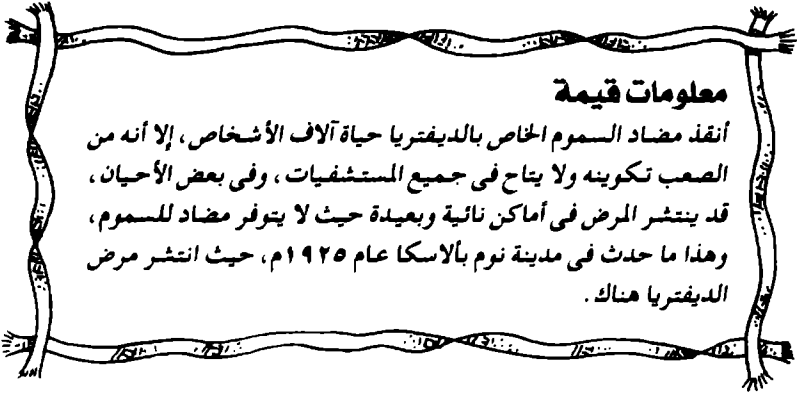 معلومات قيمة
أنقذ مضاد السموم الخاص بالديفتريا حياة آلاف الأشخاص، إلا أنه من
الصعب تكوينه ولا يتاح فى جميع المستشفيات، وفى بعض الأحيان،
قد ينتشر المرض فى أماكن نائية وبعيدة حيث لا يتوفر مضاد للسموم،
وهذا ما حدث فى مدينة نوم بألاسكا عام ١٩٢٥م، حيث انتشر مرض
الديفتريا هناك.